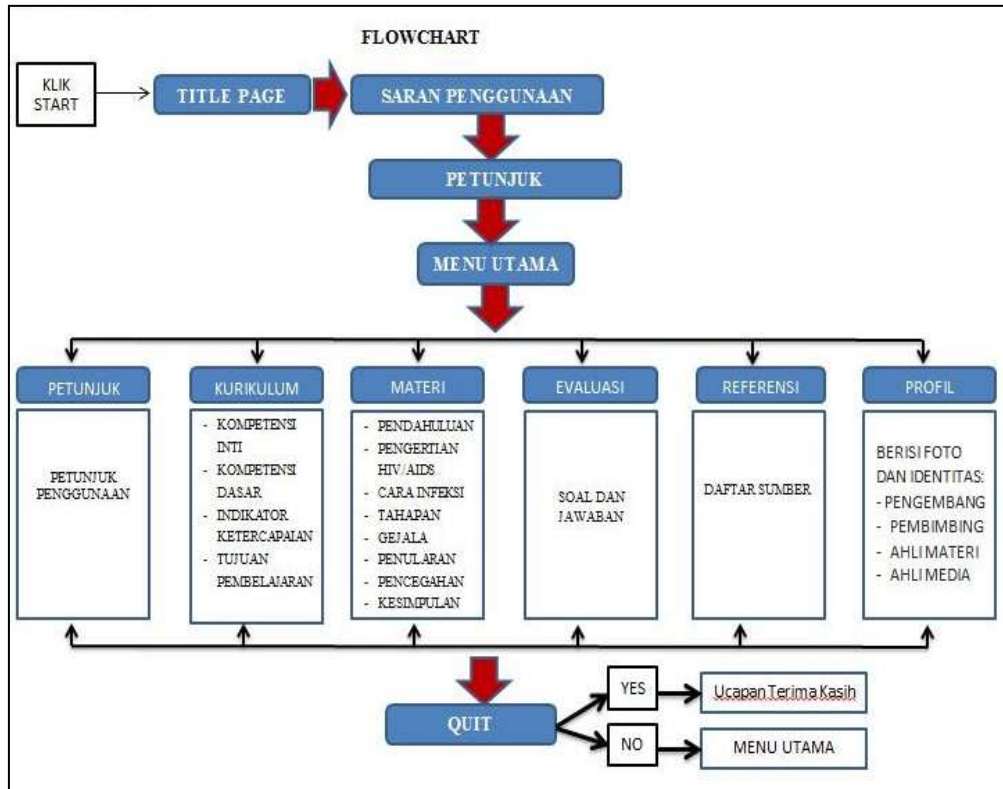 FLOWCHART
KLIK
START
TITLE PAGE
SARAN PENGGUNAAN
PETUNJUK
MENU UTAMA
PETUNJUK
PETUNJUK
PENGGUNAAN
KURIKULUM
- KOMPETENSI
INTI
- KOMPETENSI
DASAR
- INDIKATOR
KETERCAPAIAN
- TUJUAN
PEMBELAJARAN
MATERI
- PENDAHULUAN
- PENGERTIAN
HIV/AIDS
- CARA INFEKSI
- TAHAPAN
- GEJALA
- PENULARAN
- PENCEGAHAN
- KESIMPULAN
EVALUASI
SOAL DAN
JAWABAN
REFERENSI
DAFTAR SUMBER
PROFIL
BERISI FOTO
DAN IDENTITAS:
- PENGEMBANG
- PEMBIMBING
- AHLI MATERI
- AHLI MEDIA
QUIT
YES
Ucapan Terima Kasih
NO
MENU UTAMA